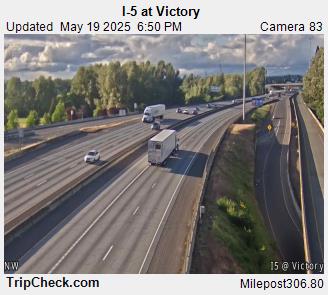 I-5 at Victory
Updated  May 19 2025  6:50 PM
Camera 83
NW
I5 @ Victory
TripCheck.com
Milepost306.80